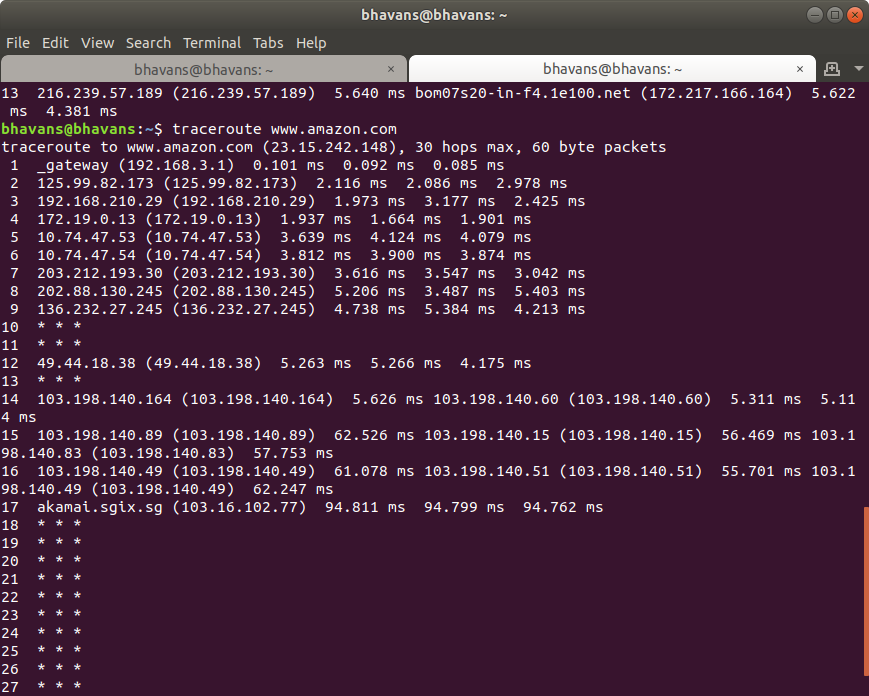 bhavans@bhavans: ~
File Edit View Search Terminal Tabs Help
bhavans@bhavans: ~ × bhavans@bhavans: ~ ×
13  216.239.57.189 (216.239.57.189)  5.640 ms bom07s20-in-f4.1e100.net (172.217.166.164)  5.622
 ms  4.381 ms
bhavans@bhavans:~$ traceroute www.amazon.com
traceroute to www.amazon.com (23.15.242.148), 30 hops max, 60 byte packets
 1  _gateway (192.168.3.1)  0.101 ms  0.092 ms  0.085 ms
 2  125.99.82.173 (125.99.82.173)  2.116 ms  2.086 ms  2.978 ms
 3  192.168.210.29 (192.168.210.29)  1.973 ms  3.177 ms  2.425 ms
 4  172.19.0.13 (172.19.0.13)  1.937 ms  1.664 ms  1.901 ms
 5  10.74.47.53 (10.74.47.53)  3.639 ms  4.124 ms  4.079 ms
 6  10.74.47.54 (10.74.47.54)  3.812 ms  3.900 ms  3.874 ms
 7  203.212.193.30 (203.212.193.30)  3.616 ms  3.547 ms  3.042 ms
 8  202.88.130.245 (202.88.130.245)  5.206 ms  3.487 ms  5.403 ms
 9  136.232.27.245 (136.232.27.245)  4.738 ms  5.384 ms  4.213 ms
10  * * *
11  * * *
12  49.44.18.38 (49.44.18.38)  5.263 ms  5.266 ms  4.175 ms
13  * * *
14  103.198.140.164 (103.198.140.164)  5.626 ms 103.198.140.60 (103.198.140.60)  5.311 ms  5.11
4 ms
15  103.198.140.89 (103.198.140.89)  62.526 ms 103.198.140.15 (103.198.140.15)  56.469 ms 103.1
98.140.83 (103.198.140.83)  57.753 ms
16  103.198.140.49 (103.198.140.49)  61.078 ms 103.198.140.51 (103.198.140.51)  55.701 ms 103.1
98.140.49 (103.198.140.49)  62.247 ms
17  akamai.sgix.sg (103.16.102.77)  94.811 ms  94.799 ms  94.762 ms
18  * * *
19  * * *
20  * * *
21  * * *
22  * * *
23  * * *
24  * * *
25  * * *
26  * * *
27  * * *